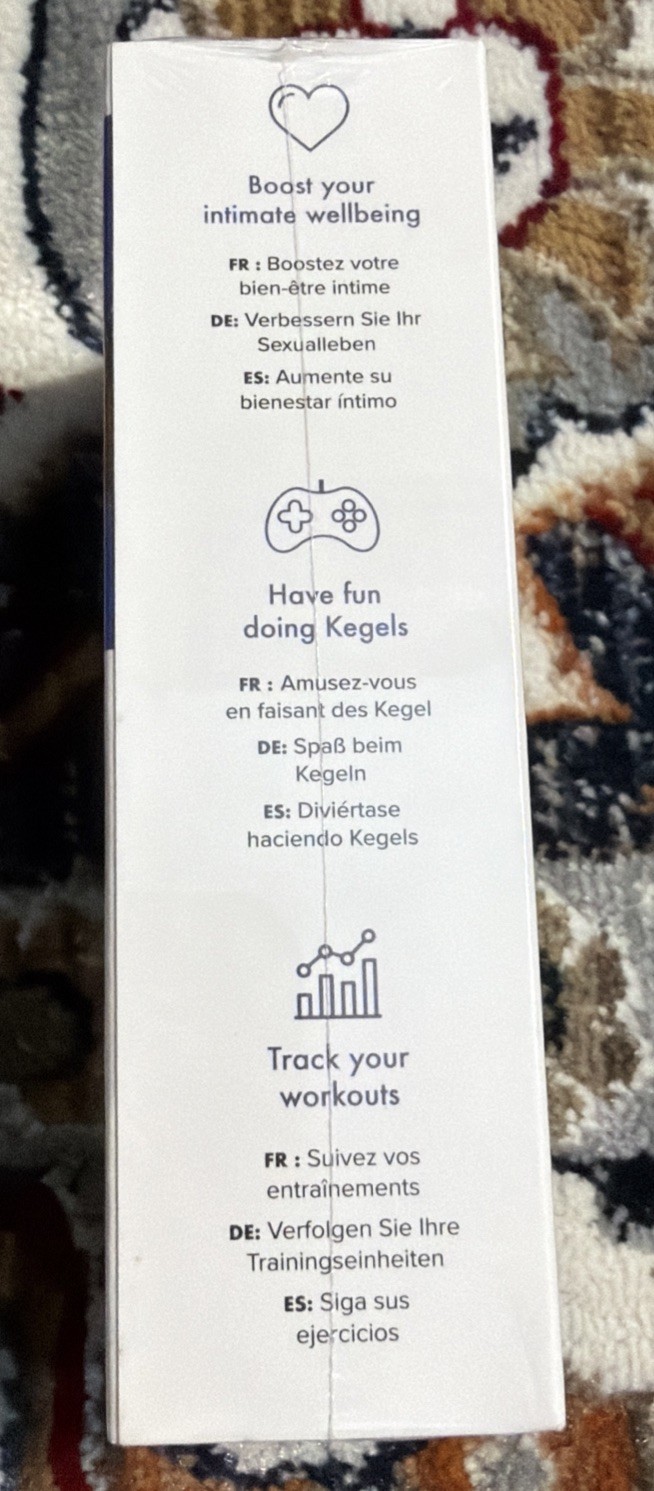 Boost your
intimate wellbeing
FR : Boostez votre
bien-être intime
DE: Verbessern Sie Ihr
Sexualleben
ES: Aumente su
bienestar íntimo
Have fun
doing Kegels
FR : Amusez-vous
en faisant des Kegel
DE: Spaß beim
Kegeln
ES: Diviértase
haciendo Kegels
Track your
workouts
FR : Suivez vos
entraînements
DE: Verfolgen Sie Ihre
Trainingseinheiten
ES: Siga sus
ejercicios